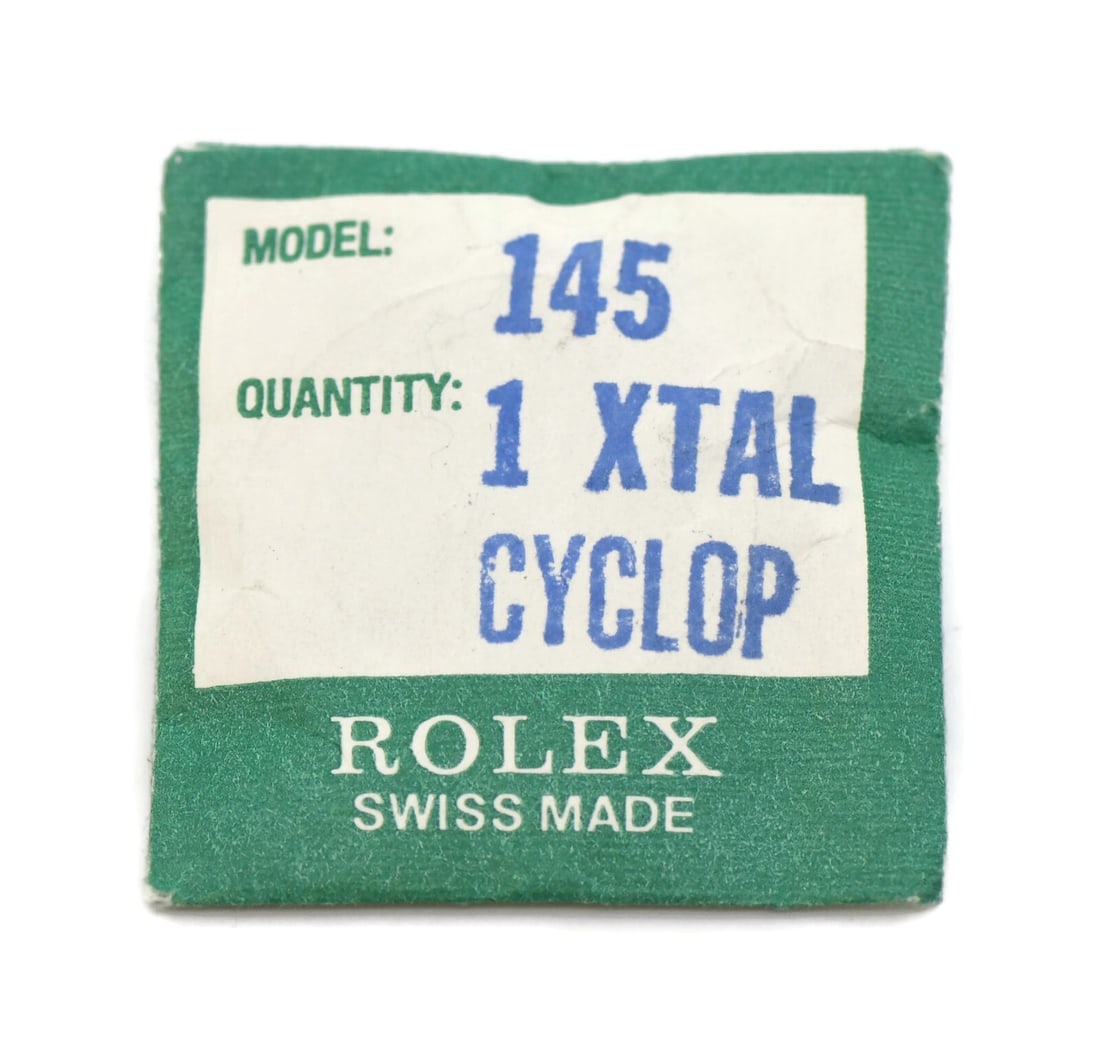 MODEL: 145
QUANTITY: 1 XTAL
CYCLOP
ROLEX
SWISS MADE